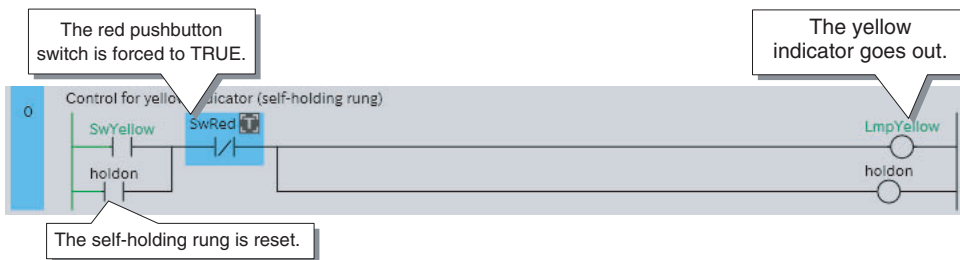 The red pushbutton
switch is forced to TRUE.
The yellow
indicator goes out.
0
Control for yellow indicator (self-holding rung)
SwYellow
SwRed T
LmpYellow
holdon
holdon
The self-holding rung is reset.